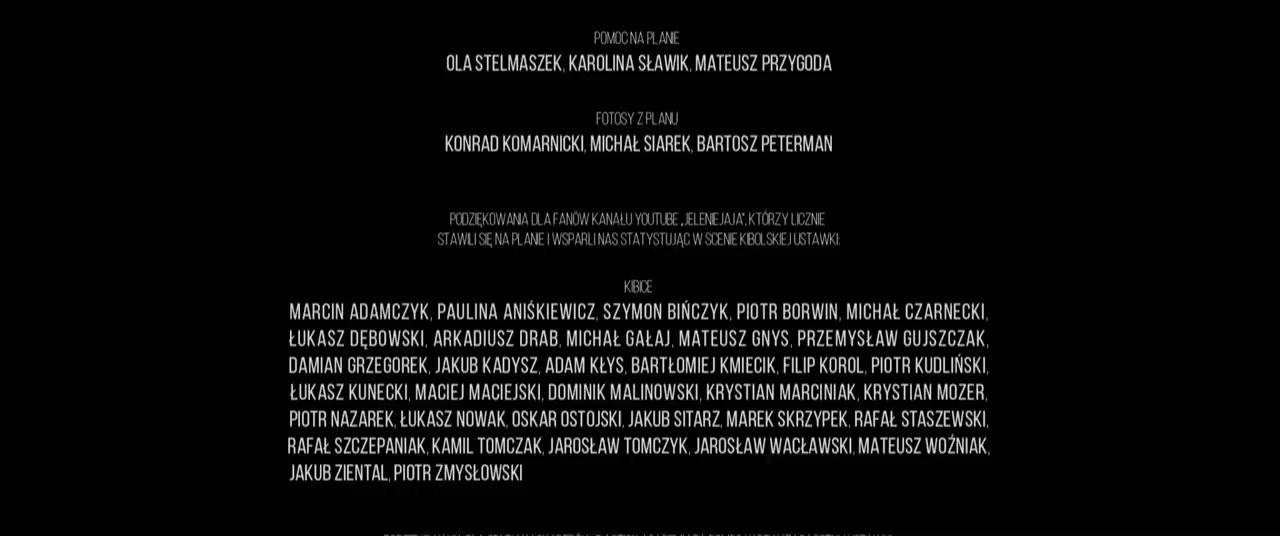 POMOC NA PLANIE
OLA STELMASZEK, KAROLINA SŁAWIK, MATEUSZ PRZYGODA
FOTOSY Z PLANU
KONRAD KOMARNICKI, MICHAŁ SIAREK, BARTOSZ PETERMAN
PODZIĘKOWANIA DLA FANÓW KANAŁU YOUTUBE „JELENIEJAJA”, KTÓRZY LICZNIE
STAWILI SIĘ NA PLANIE I WSPARLI NAS STATYSTUJĄC W SCENIE KIBOLSKIEJ USTAWKI:
KIBICE
MARCIN ADAMCZYK, PAULINA ANIŚKIEWICZ, SZYMON BIŃCZYK, PIOTR BORWIN, MICHAŁ CZARNECKI,
ŁUKASZ DĘBOWSKI, ARKADIUSZ DRAB, MICHAŁ GAŁAJ, MATEUSZ GNYS, PRZEMYSŁAW GUJSZCZAK,
DAMIAN GRZEGOREK, JAKUB KADYSZ, ADAM KŁYS, BARTŁOMIEJ KMIECIK, FILIP KOROL, PIOTR KUDLIŃSKI,
ŁUKASZ KUNECKI, MACIEJ MACIEJSKI, DOMINIK MALINOWSKI, KRYSTIAN MARCINIAK, KRYSTIAN MOZER,
PIOTR NAZAREK, ŁUKASZ NOWAK, OSKAR OSTOJSKI, JAKUB SITARZ, MAREK SKRZYPEK, RAFAŁ STASZEWSKI,
RAFAŁ SZCZEPANIAK, KAMIL TOMCZAK, JAROSŁAW TOMCZYK, JAROSŁAW WACŁAWSKI, MATEUSZ WOŹNIAK,
JAKUB ZIENTAL, PIOTR ZMYSŁOWSKI